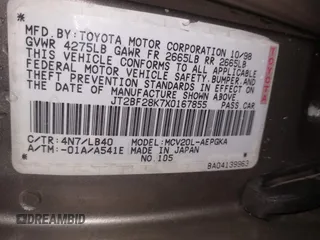 MFD BY: TOYOTA MOTOR CORPORATION 10/98
GVWR 4275LB GAWR FR 2665LB RR 2665LB
THIS VEHICLE CONFORMS TO ALL APPLICABLE
FEDERAL MOTOR VEHICLE SAFETY, BUMPER,
AND THEFT PREVENTION STANDARDS IN EFFECT ON
THE DATE OF MANUFACTURE SHOWN ABOVE.
JT2BF28K7X0167855 PASS. CAR
C/TR: 4N7/LB40 MODEL: MCV20L-AEPGKA
A/TM: -01A/A541E MADE IN JAPAN
NO.105
BA04139963
DREAMBID